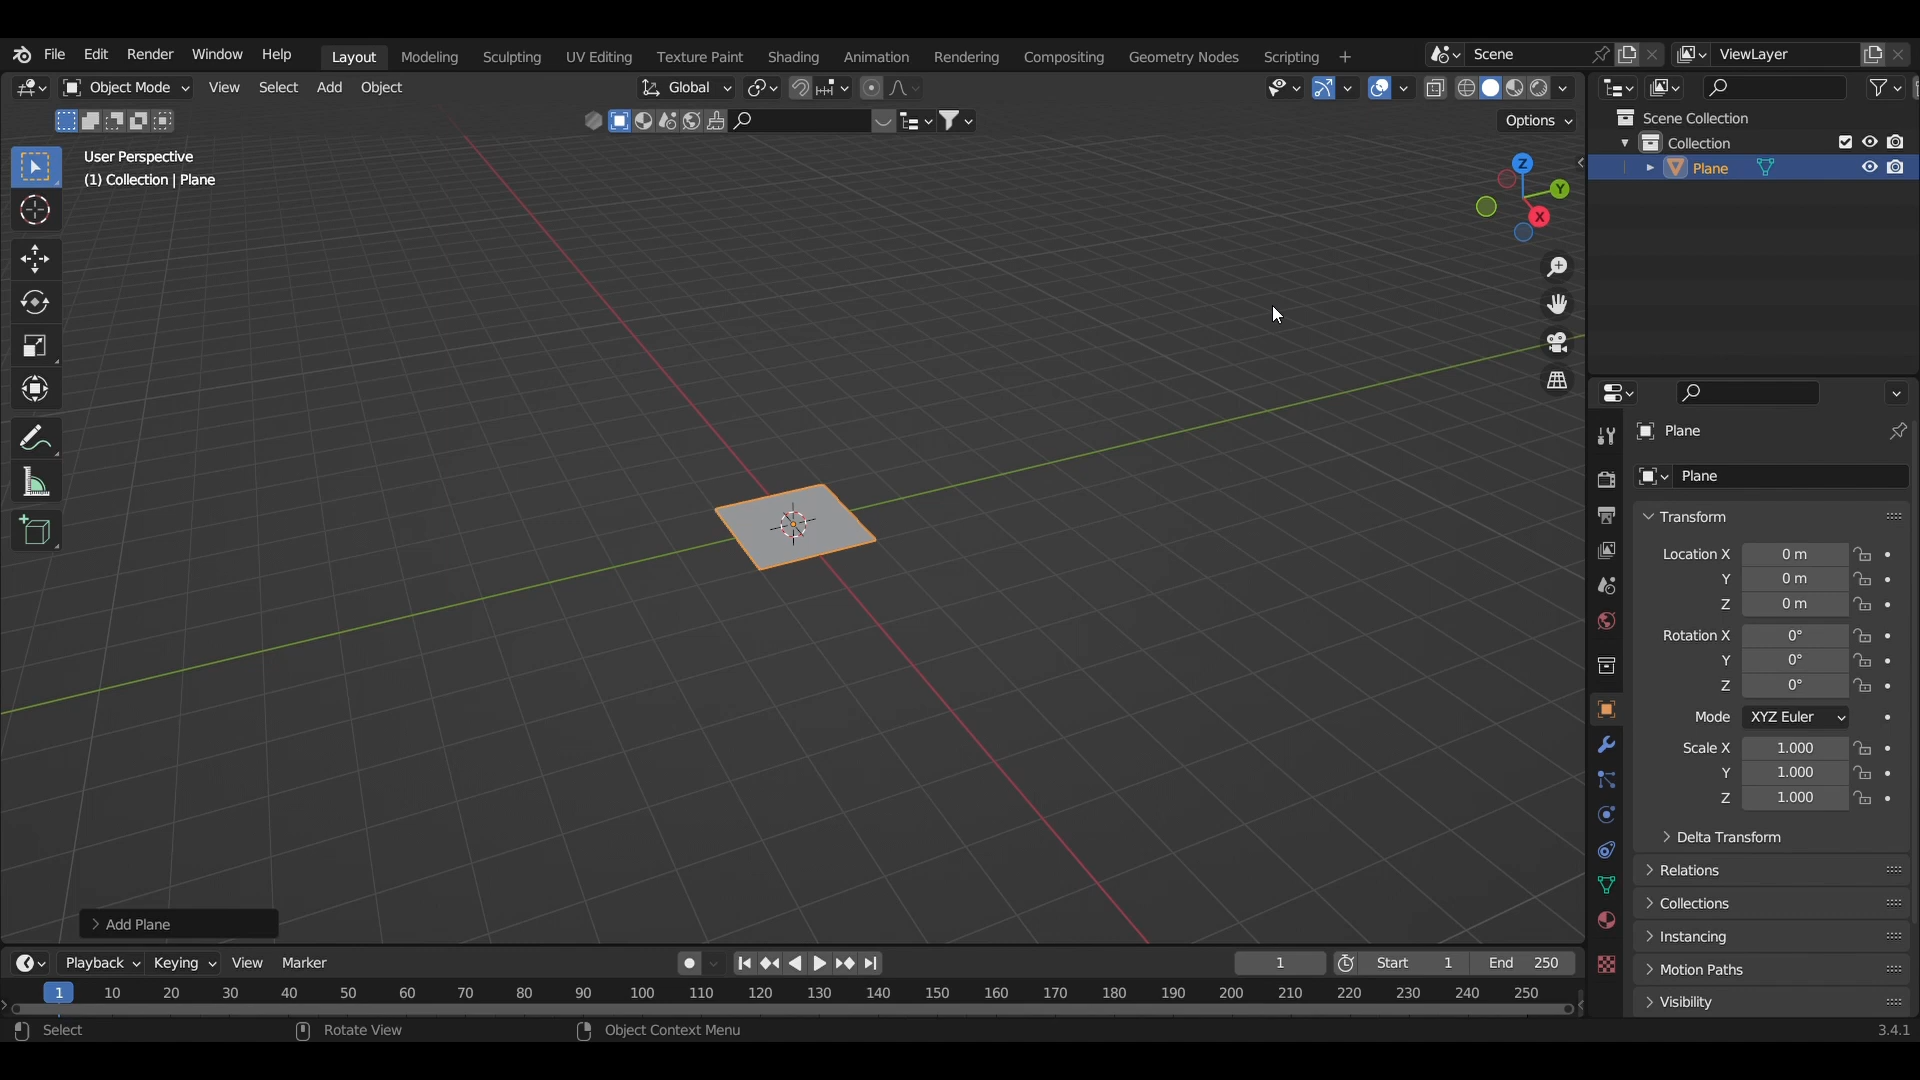 File Edit Render Window Help Layout Modeling Sculpting UV Editing Texture Paint Shading Animation Rendering Compositing Geometry Nodes Scripting + Scene ViewLayer
Object Mode View Select Add Object Global
Options
User Perspective
(1) Collection | Plane
Z
Y
X
Scene Collection
Collection
Plane
Plane
Plane
Transform
Location X 0 m
Y 0 m
Z 0 m
Rotation X 0°
Y 0°
Z 0°
Mode XYZ Euler
Scale X 1.000
Y 1.000
Z 1.000
Delta Transform
Relations
Collections
Instancing
Motion Paths
Visibility
Add Plane
Playback Keying View Marker 1 Start 1 End 250
1 10 20 30 40 50 60 70 80 90 100 110 120 130 140 150 160 170 180 190 200 210 220 230 240 250
Select Rotate View Object Context Menu 3.4.1